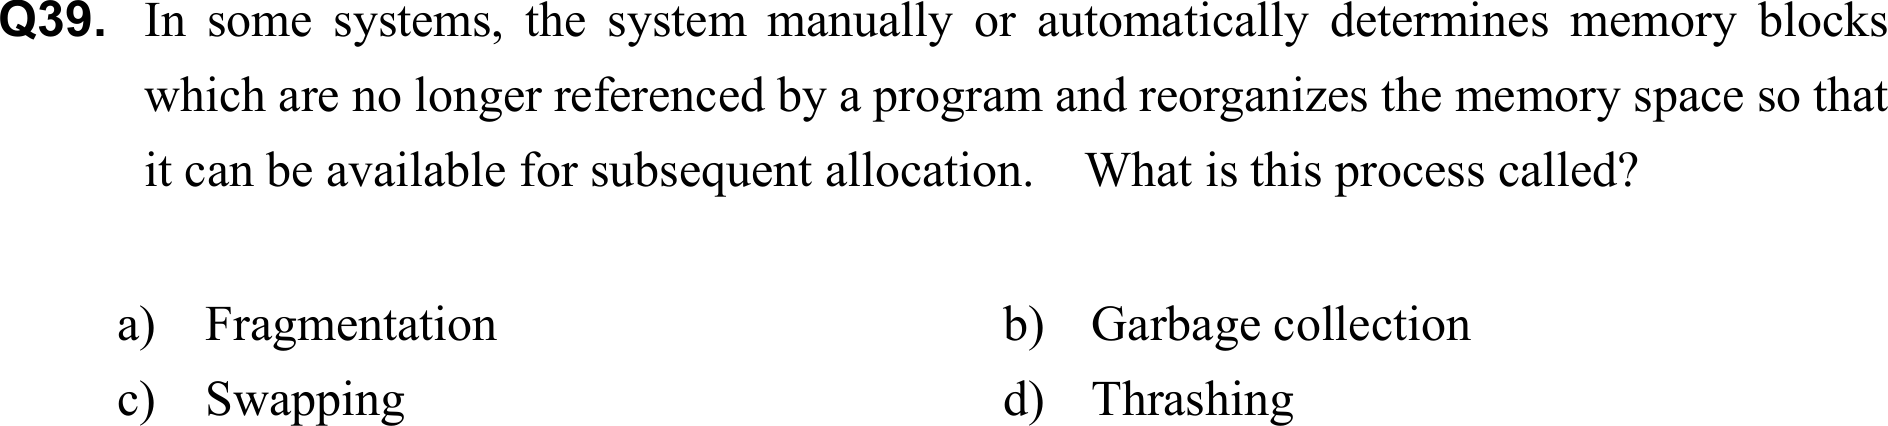 Q39. In some systems, the system manually or automatically determines memory blocks
which are no longer referenced by a program and reorganizes the memory space so that
it can be available for subsequent allocation. What is this process called?
a) Fragmentation b) Garbage collection
c) Swapping d) Thrashing